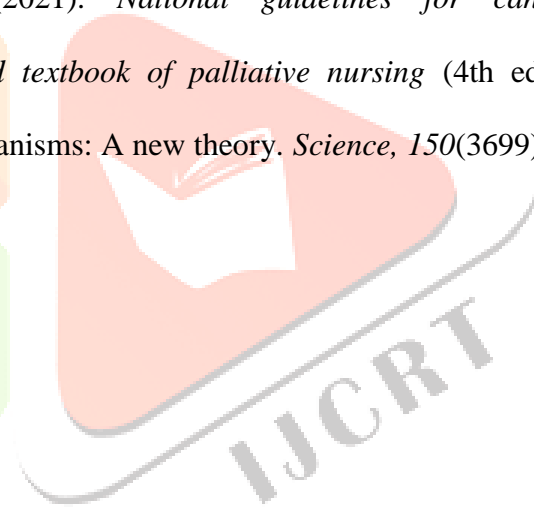 (2021). National guidelines for can
textbook of palliative nursing (4th ed
anisms: A new theory. Science, 150(3699)
IJCRT